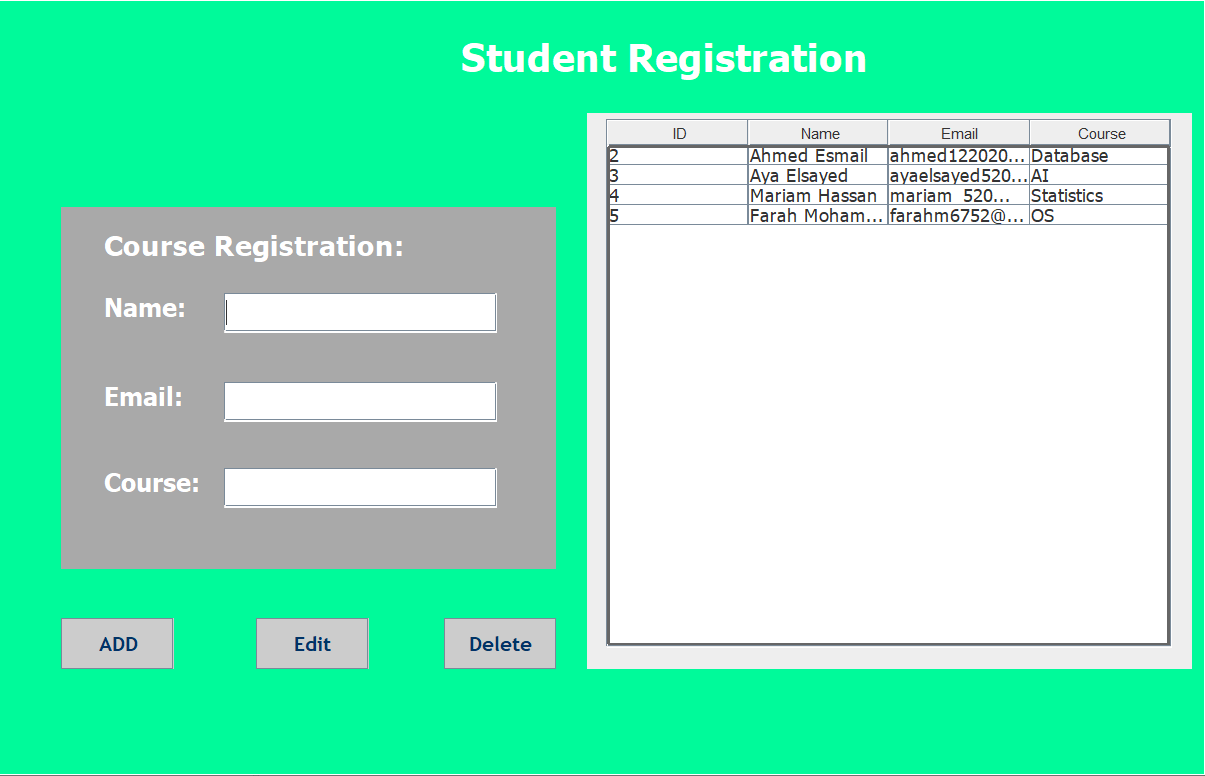 Student Registration
Course Registration:
Name:
Email:
Course:
ADD Edit Delete
ID Name Email Course
2 Ahmed Esmail ahmed122020... Database
3 Aya Elsayed ayaelsayed520... AI
4 Mariam Hassan mariam_520... Statistics
5 Farah Moham... farahm6752@... OS